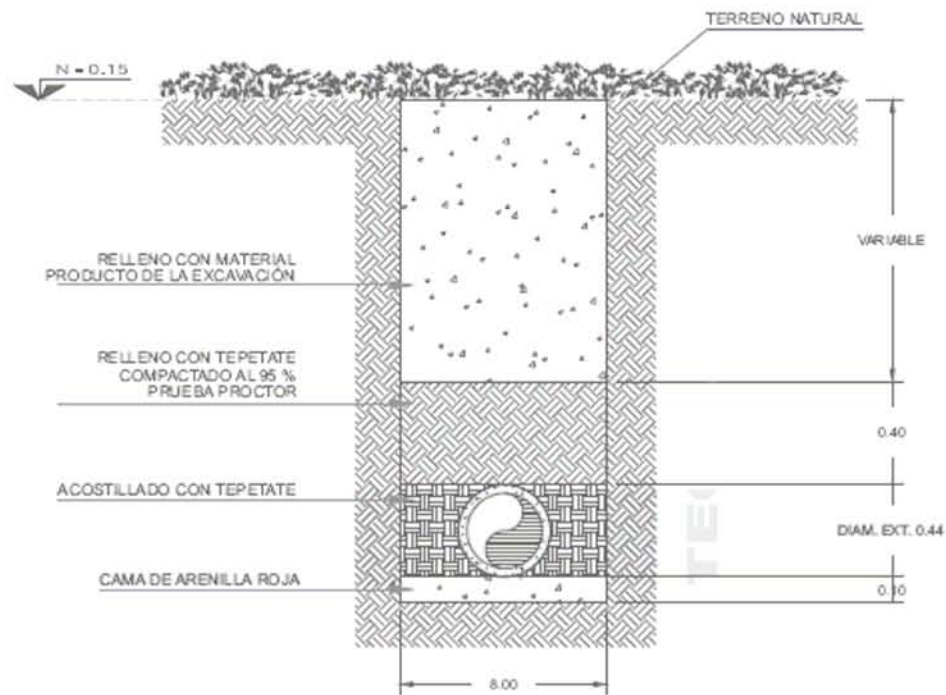 TERRENO NATURAL
N - 0.15
VARIABLE
RELLENO CON MATERIAL
PRODUCTO DE LA EXCAVACIÓN
RELLENO CON TEPETATE
COMPACTADO AL 95 %
PRUEBA PROCTOR
0.40
ACOSTILLADO CON TEPETATE
DIAM. EXT. 0.44
CAMA DE ARENILLA ROJA
0.10
8.00